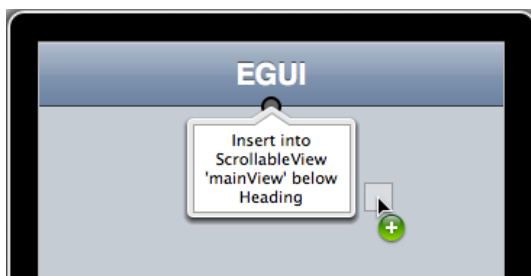 EGUI
Insert into
ScrollableView
'mainView' below
Heading